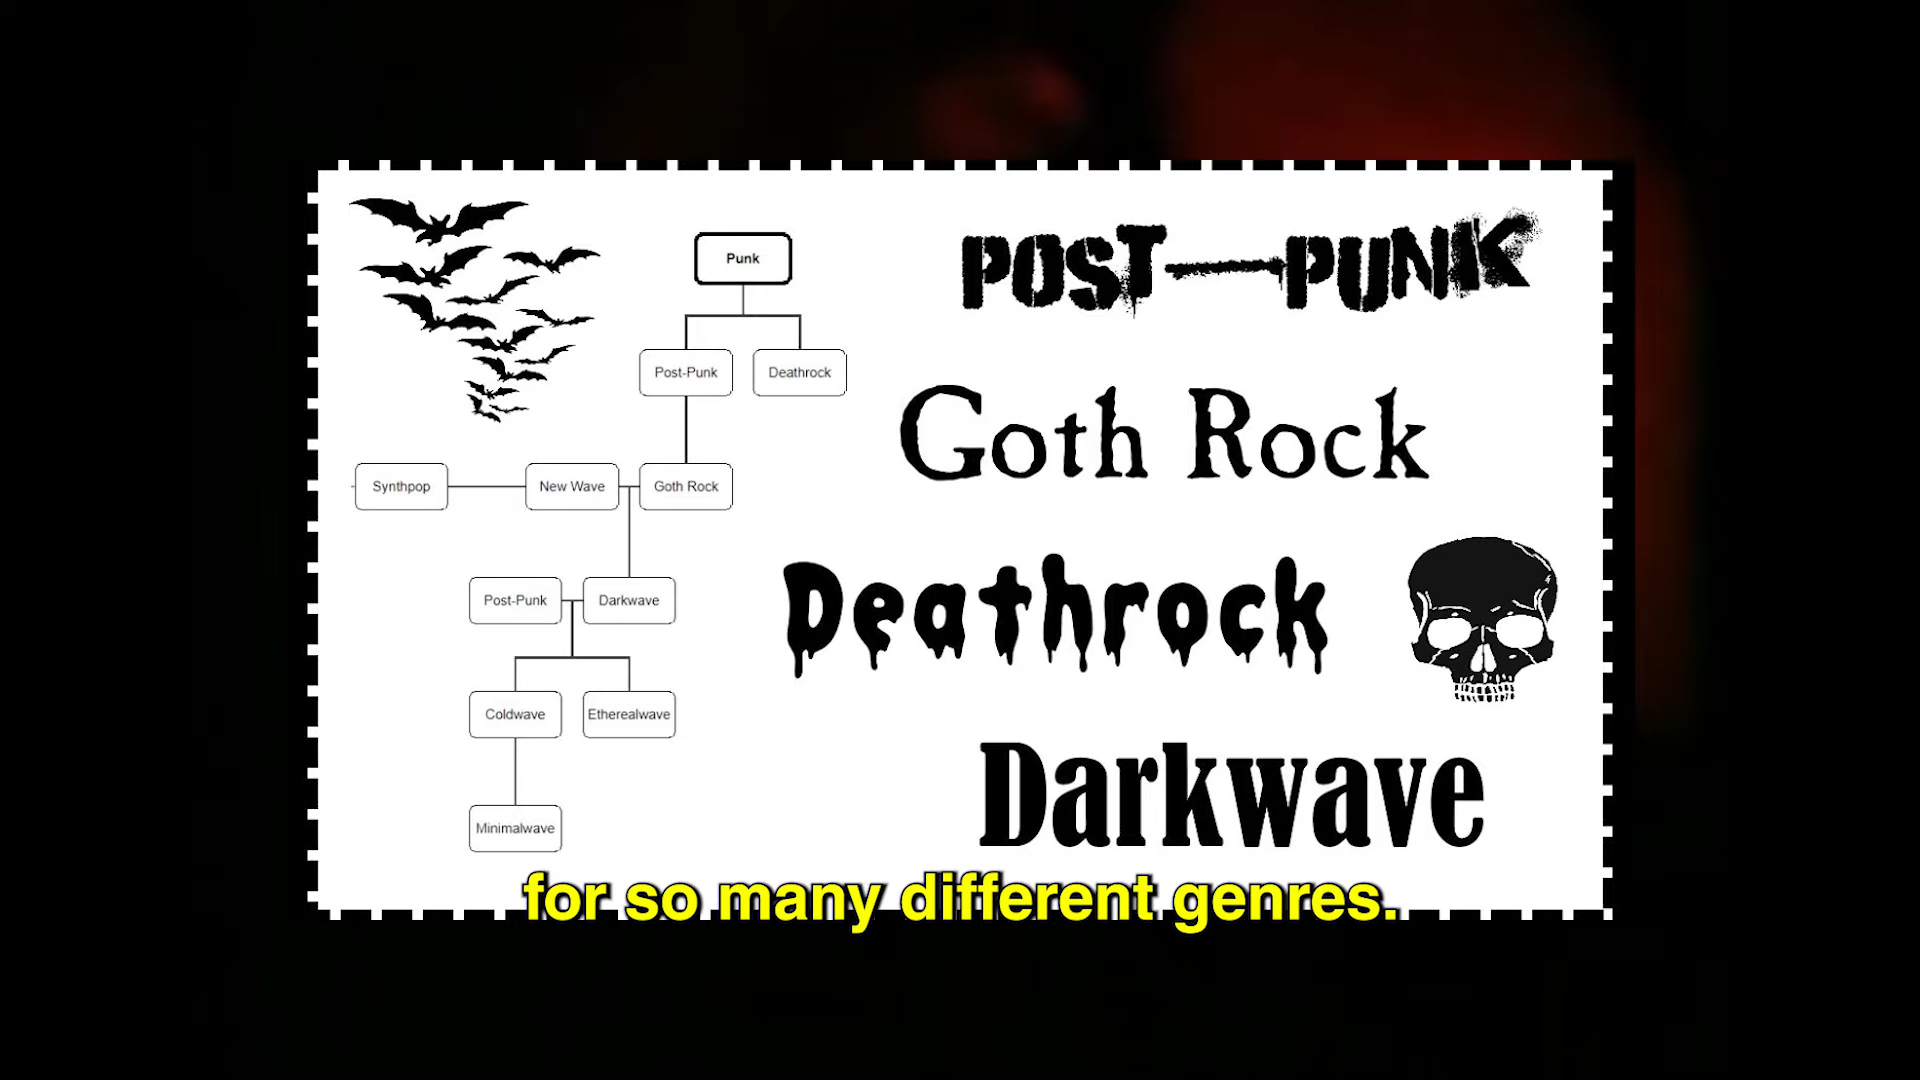 Punk
Post-Punk
Deathrock
Synthpop
New Wave
Goth Rock
Post-Punk
Darkwave
Coldwave
Etherealwave
Minimalwave
POST—PUNK
Goth Rock
Deathrock
Darkwave
for so many different genres.